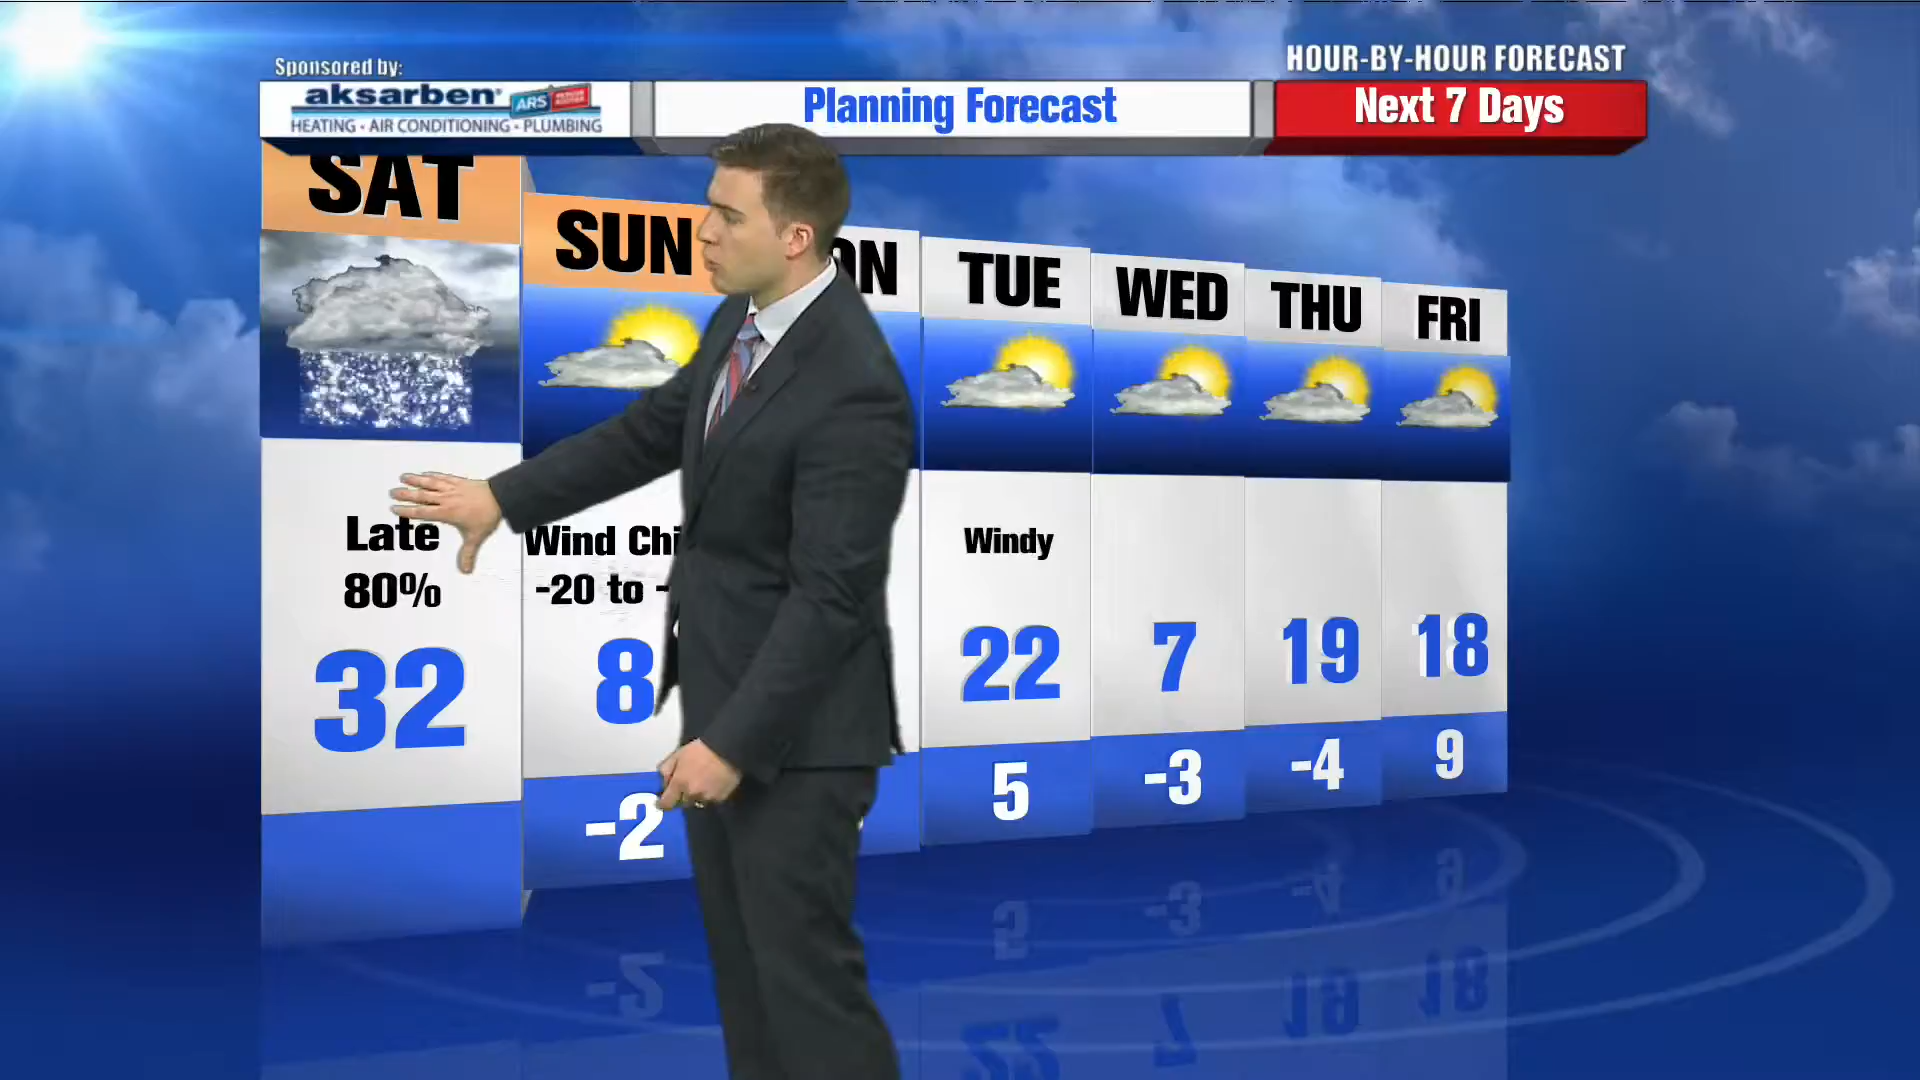 Sponsored by:
aksarben
ARS
HEATING · AIR CONDITIONING · PLUMBING
Planning Forecast
HOUR-BY-HOUR FORECAST
Next 7 Days
SAT
SUN
ON
TUE
WED
THU
FRI
Late
80%
Wind Chi
-20 to -
Windy
32
8
22
7
19
18
-2
5
-3
-4
9